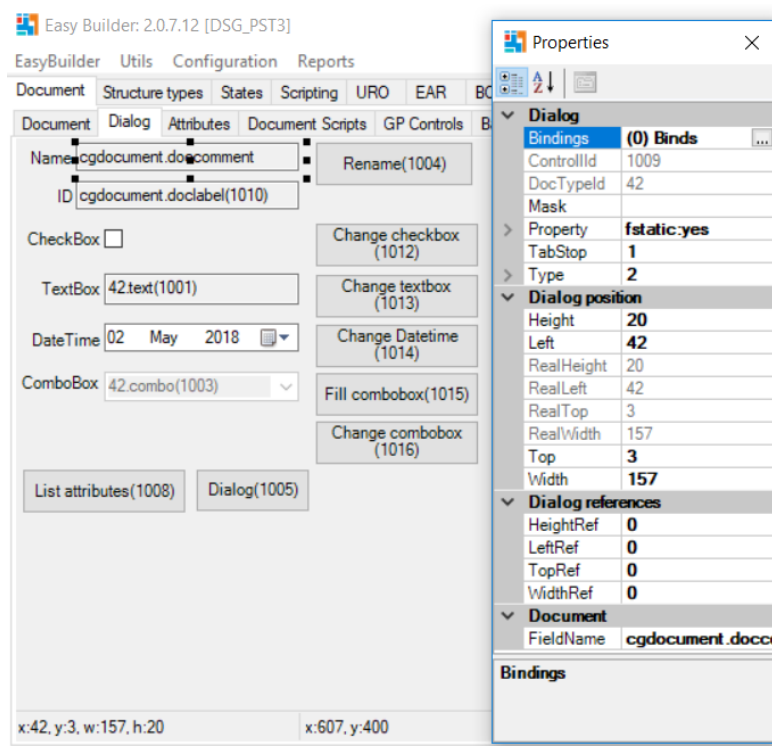 Easy Builder: 2.0.7.12 [DSG_PST3]
EasyBuilder Utils Configuration Reports
Document Structure types States Scripting URO EAR
Document Dialog Attributes Document Scripts GP Controls
Name cgdocument.doccomment
Rename(1004)
ID cgdocument.doclabel(1010)
CheckBox
Change checkbox
(1012)
TextBox 42.text(1001)
Change textbox
(1013)
DateTime 02 May 2018
Change Datetime
(1014)
ComboBox 42.combo(1003)
Fill combobox(1015)
Change combobox
(1016)
List attributes(1008) Dialog(1005)
x:42, y:3, w:157, h:20 x:607, y:400
Properties
A
Z
Dialog
Bindings (0) Binds ...
ControlId 1009
DocTypeId 42
Mask
Property fstatic:yes
TabStop 1
Type 2
Dialog position
Height 20
Left 42
RealHeight 20
RealLeft 42
RealTop 3
RealWidth 157
Top 3
Width 157
Dialog references
HeightRef 0
LeftRef 0
TopRef 0
WidthRef 0
Document
FieldName cgdocument.docc
Bindings